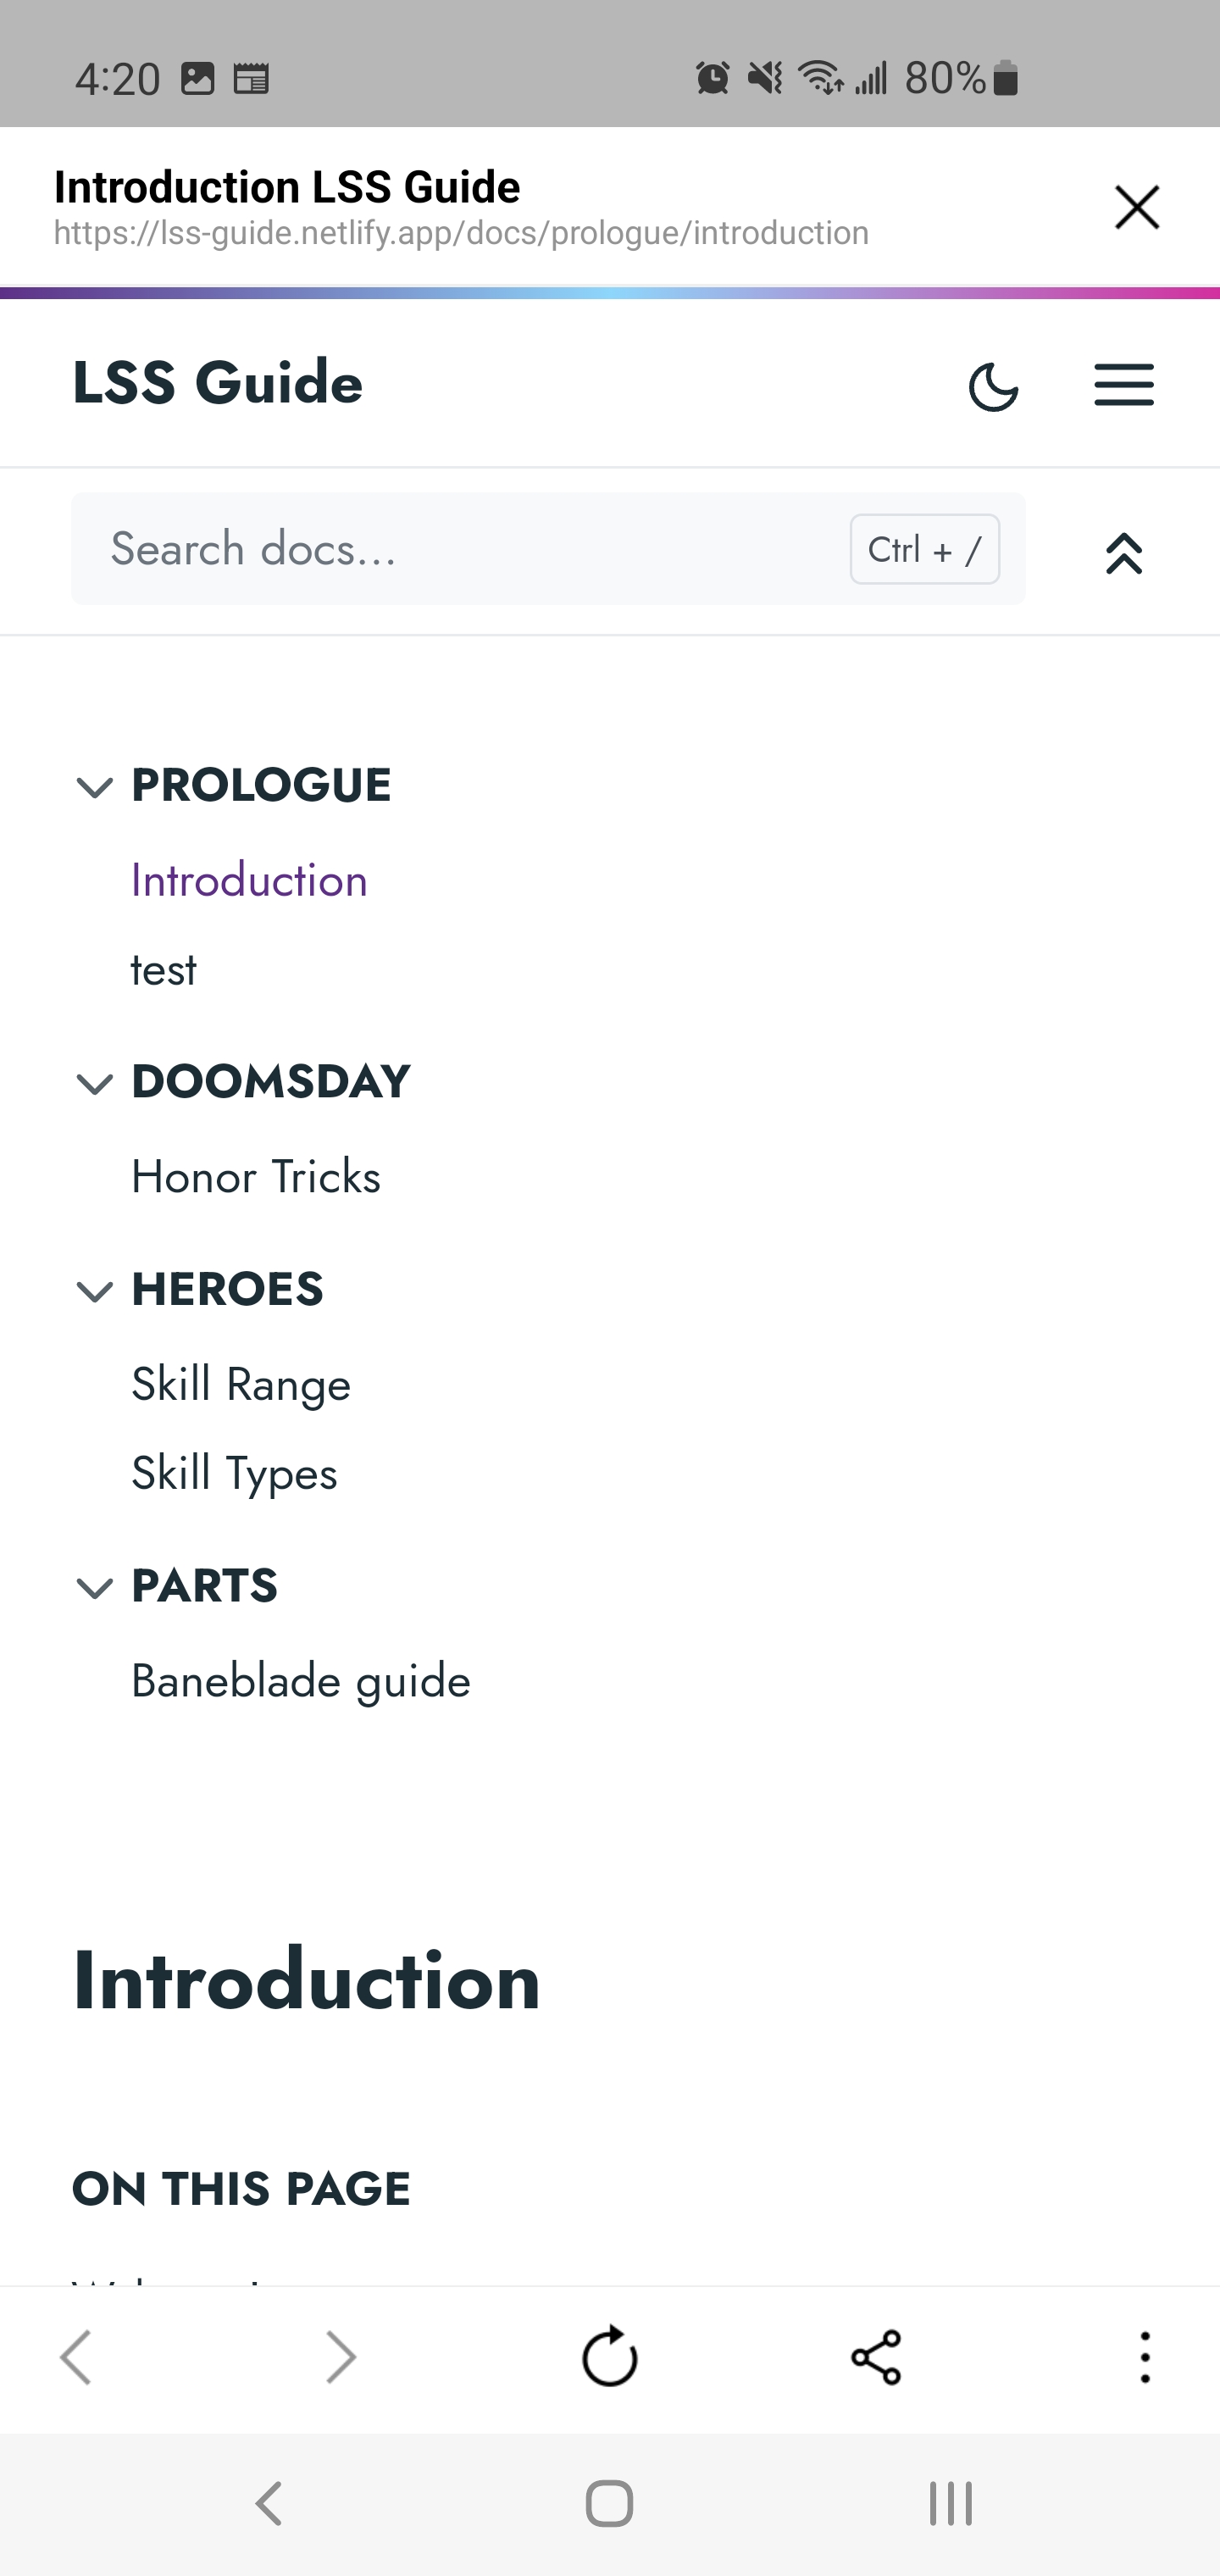 4:20
80%
Introduction LSS Guide
https://lss-guide.netlify.app/docs/prologue/introduction
LSS Guide
Search docs...
Ctrl + /
PROLOGUE
Introduction
test
DOOMSDAY
Honor Tricks
HEROES
Skill Range
Skill Types
PARTS
Baneblade guide
Introduction
ON THIS PAGE